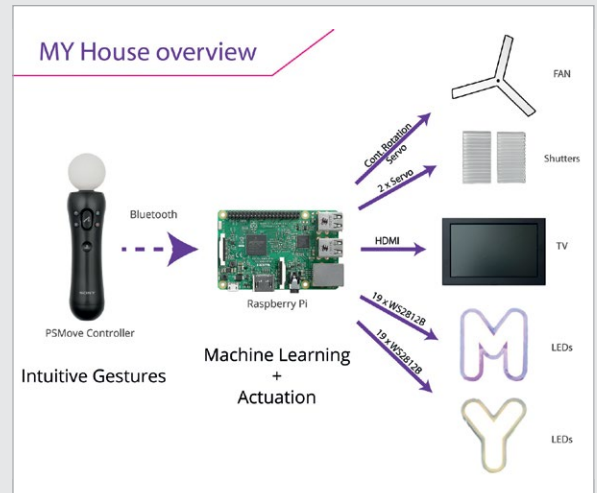 MY House overview
FAN
Cont. Rotation
Servo
Shutters
2 x Servo
Bluetooth
HDMI
TV
Raspberry Pi
19 x WS2812B
LEDs
19 x WS2812B
PSMove Controller
Machine Learning
+
Actuation
Intuitive Gestures
LEDs
M
Y